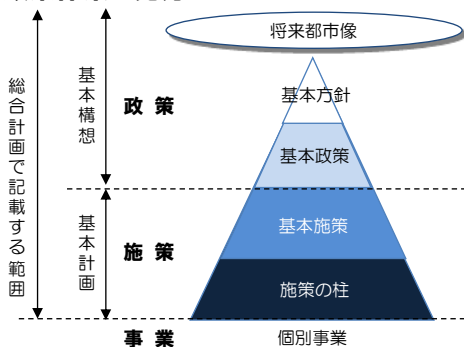 将来都市像
総合計画で記載する範囲
基本構想
政 策
基本方針
基本政策
基本計画
施 策
基本施策
施策の柱
事 業
個別事業